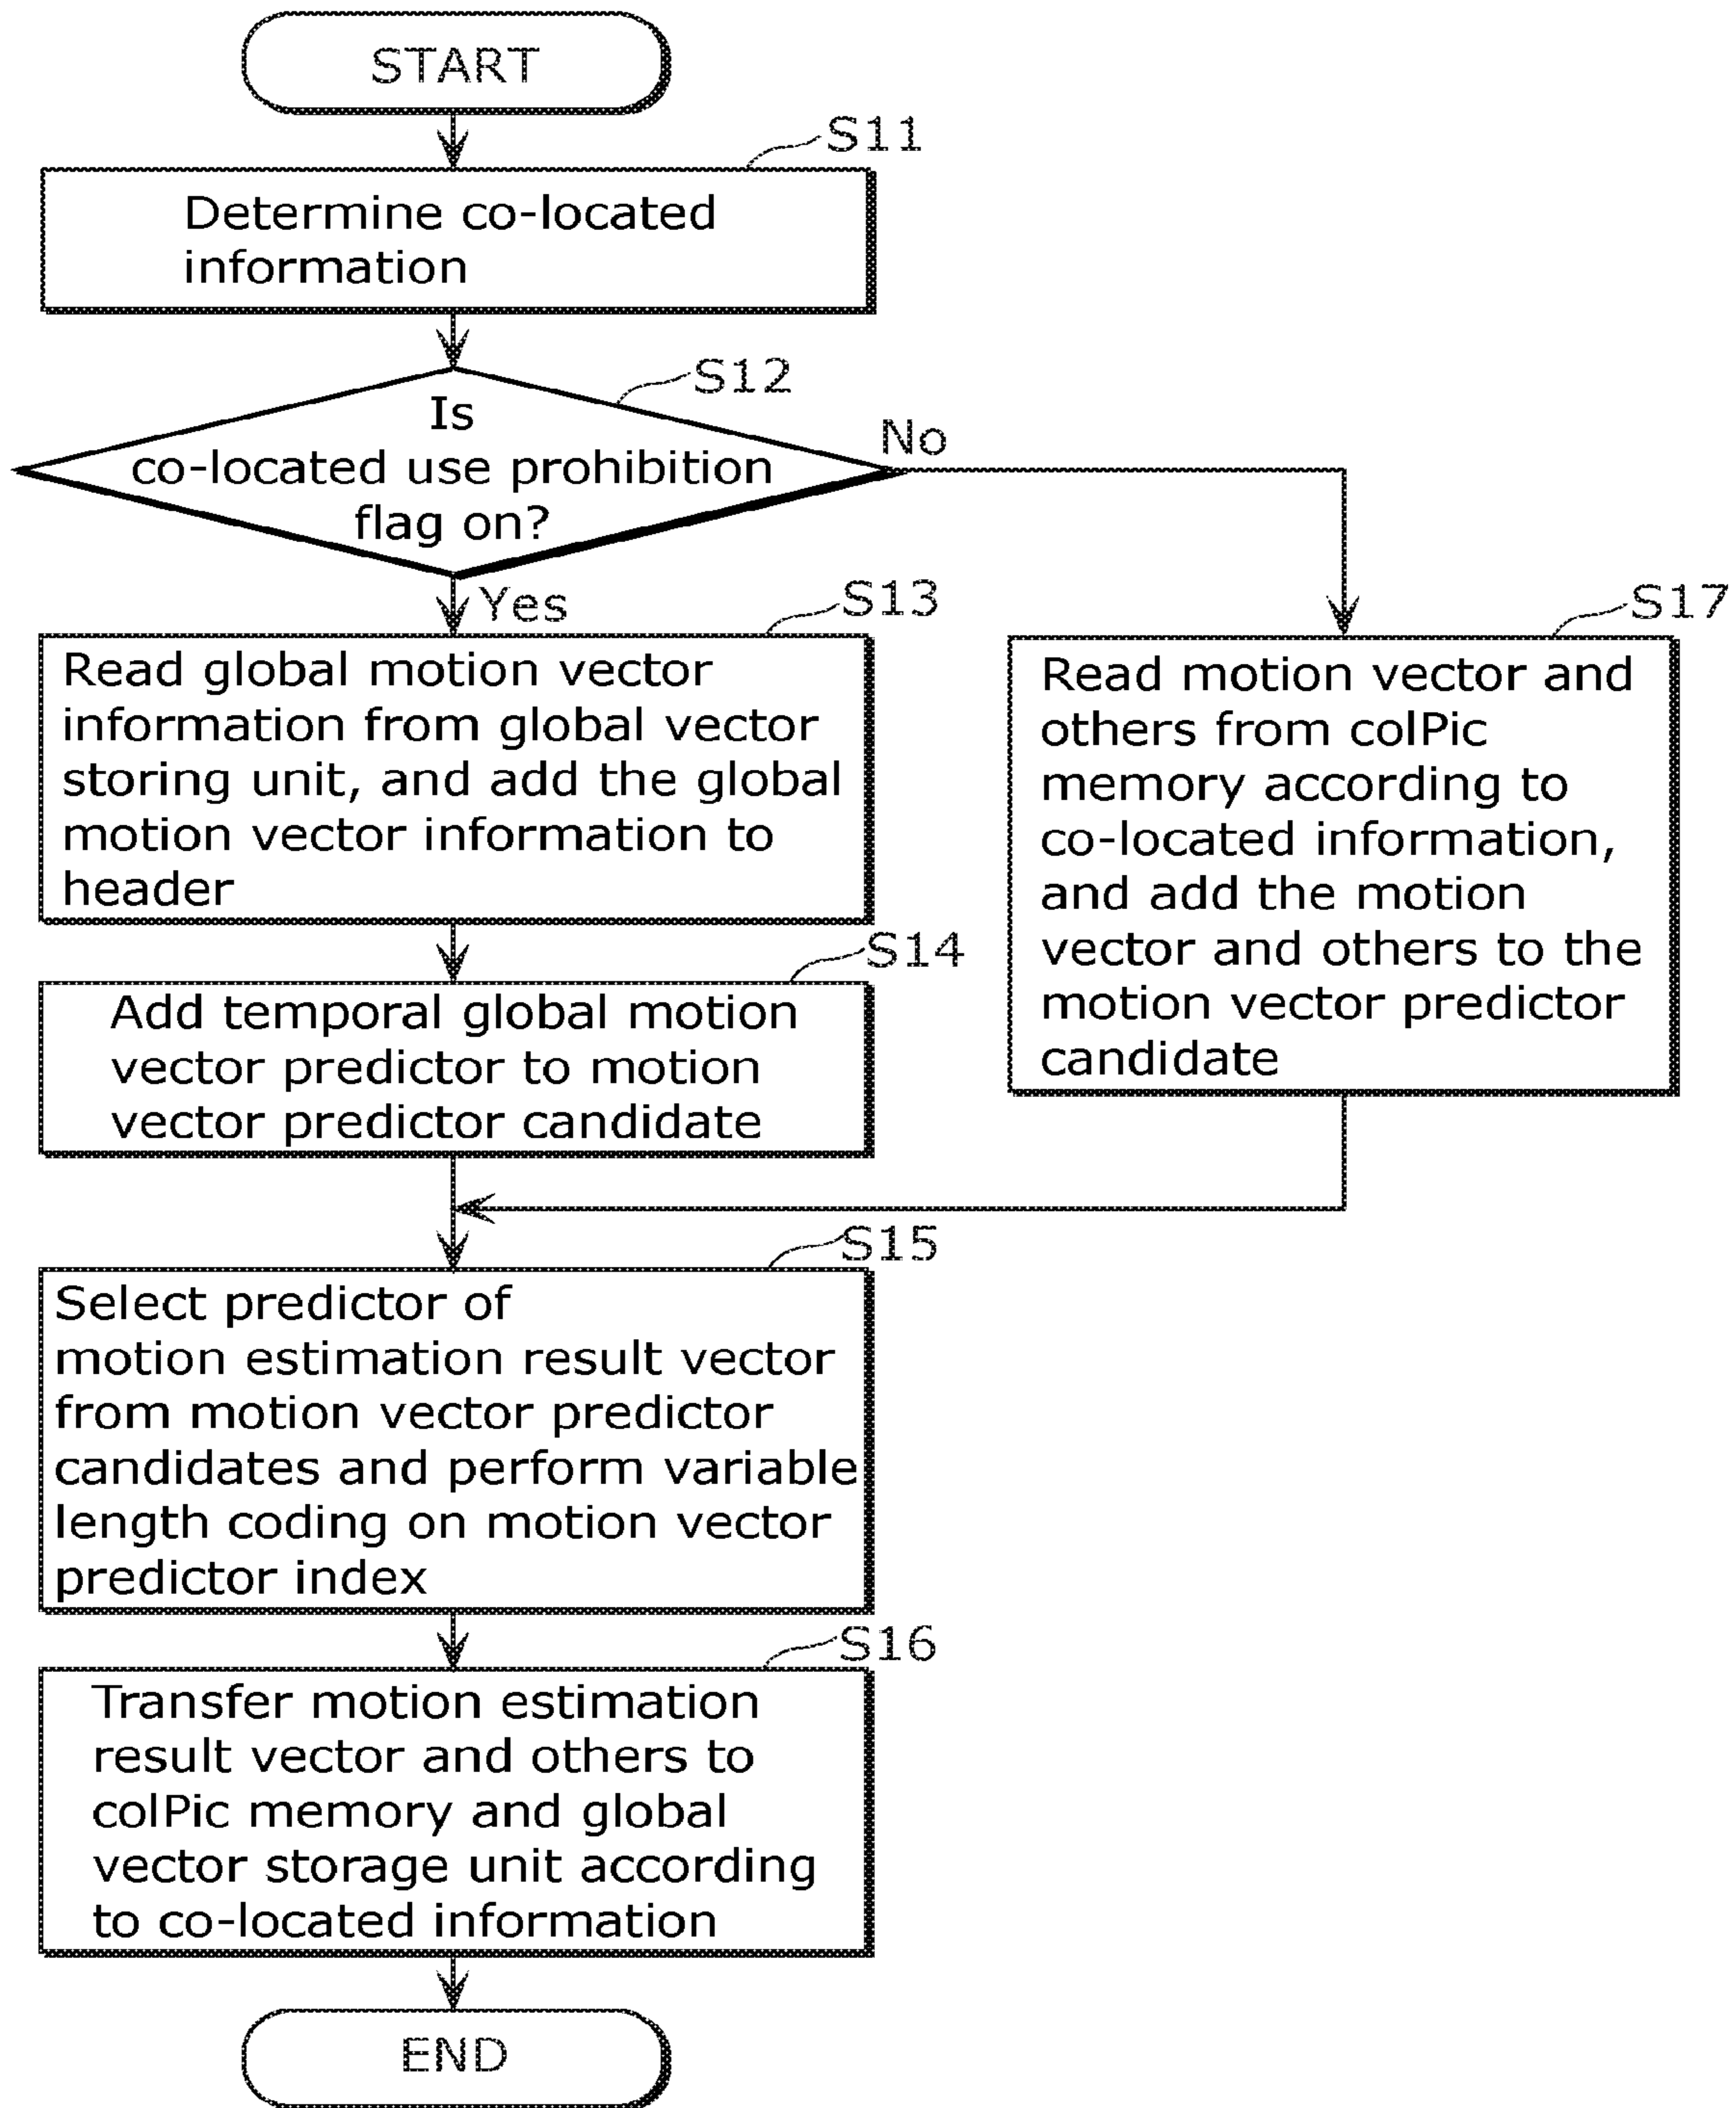 START
S11
Determine co-located
information
S12
Is
co-located use prohibition
flag on?
No
Yes
S13
Read global motion vector
information from global vector
storing unit, and add the global
motion vector information to
header
S17
Read motion vector and
others from colPic
memory according to
co-located information,
and add the motion
vector and others to the
motion vector predictor
candidate
S14
Add temporal global motion
vector predictor to motion
vector predictor candidate
S15
Select predictor of
motion estimation result vector
from motion vector predictor
candidates and perform variable
length coding on motion vector
predictor index
S16
Transfer motion estimation
result vector and others to
colPic memory and global
vector storage unit according
to co-located information
END